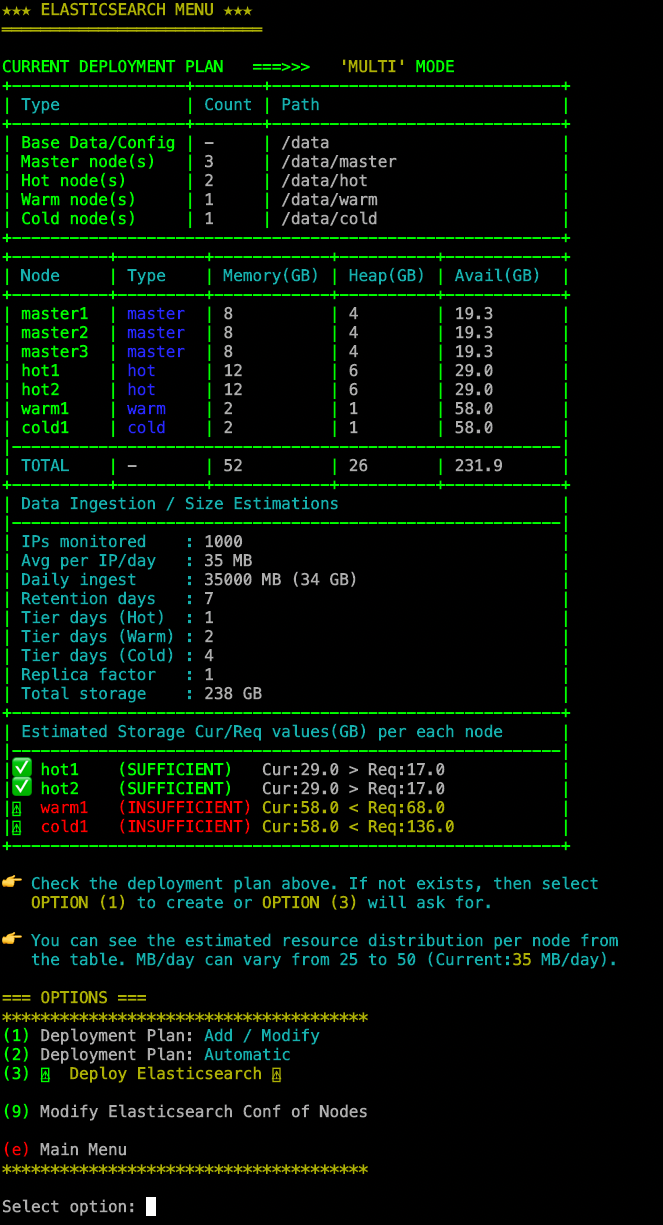 ★★★ ELASTICSEARCH MENU ★★★
CURRENT DEPLOYMENT PLAN ===>>> 'MULTI' MODE
| Type | Count | Path |
| Base Data/Config | – | /data |
| Master node(s) | 3 | /data/master |
| Hot node(s) | 2 | /data/hot |
| Warm node(s) | 1 | /data/warm |
| Cold node(s) | 1 | /data/cold |
| Node | Type | Memory(GB) | Heap(GB) | Avail(GB) |
| master1 | master | 8 | 4 | 19.3 |
| master2 | master | 8 | 4 | 19.3 |
| master3 | master | 8 | 4 | 19.3 |
| hot1 | hot | 12 | 6 | 29.0 |
| hot2 | hot | 12 | 6 | 29.0 |
| warm1 | warm | 2 | 1 | 58.0 |
| cold1 | cold | 2 | 1 | 58.0 |
| TOTAL | – | 52 | 26 | 231.9 |
| Data Ingestion / Size Estimations |
| IPs monitored : 1000 |
| Avg per IP/day : 35 MB |
| Daily ingest : 35000 MB (34 GB) |
| Retention days : 7 |
| Tier days (Hot) : 1 |
| Tier days (Warm) : 2 |
| Tier days (Cold) : 4 |
| Replica factor : 1 |
| Total storage : 238 GB |
| Estimated Storage Cur/Req values(GB) per each node |
|✅ hot1 (SUFFICIENT) Cur:29.0 > Req:17.0 |
|✅ hot2 (SUFFICIENT) Cur:29.0 > Req:17.0 |
| warm1 (INSUFFICIENT) Cur:58.0 < Req:68.0 |
| cold1 (INSUFFICIENT) Cur:58.0 < Req:136.0 |
👉 Check the deployment plan above. If not exists, then select
OPTION (1) to create or OPTION (3) will ask for.
👉 You can see the estimated resource distribution per node from
the table. MB/day can vary from 25 to 50 (Current:35 MB/day).
=== OPTIONS ===
**************************************
(1) Deployment Plan: Add / Modify
(2) Deployment Plan: Automatic
(3) Deploy Elasticsearch
(9) Modify Elasticsearch Conf of Nodes
(e) Main Menu
**************************************
Select option: